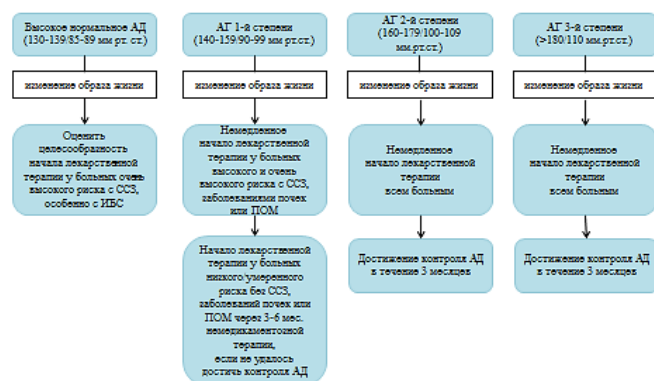 Высокое нормальное АД
(130-139/85-89 мм рт. ст.)
изменение образа жизни
Оценить
целесообразность
начала лекарственной
терапии у больных очень
высокого риска с ССЗ,
особенно с ИБС
АГ 1-й степени
(140-159/90-99 мм рт.ст.)
изменение образа жизни
Немедленное
начало лекарственной
терапии у больных
высокого и очень
высокого риска с ССЗ,
заболеваниями почек
или ПОМ
Начало лекарственной
терапии у больных
низкого/умеренного
риска без ССЗ,
заболеваний почек или
ПОМ через 3-6 мес.
немедикаментозной
терапии,
если не удалось
достичь контроля АД
АГ 2-й степени
(160-179/100-109
мм.рт.ст.)
изменение образа жизни
Немедленное
начало лекарственной
терапии
всем больным
Достижение контроля АД
в течение 3 месяцев
АГ 3-й степени
(>180/110 мм.рт.ст.)
изменение образа жизни
Немедленное
начало лекарственной
терапии
всем больным
Достижение контроля АД
в течение 3 месяцев